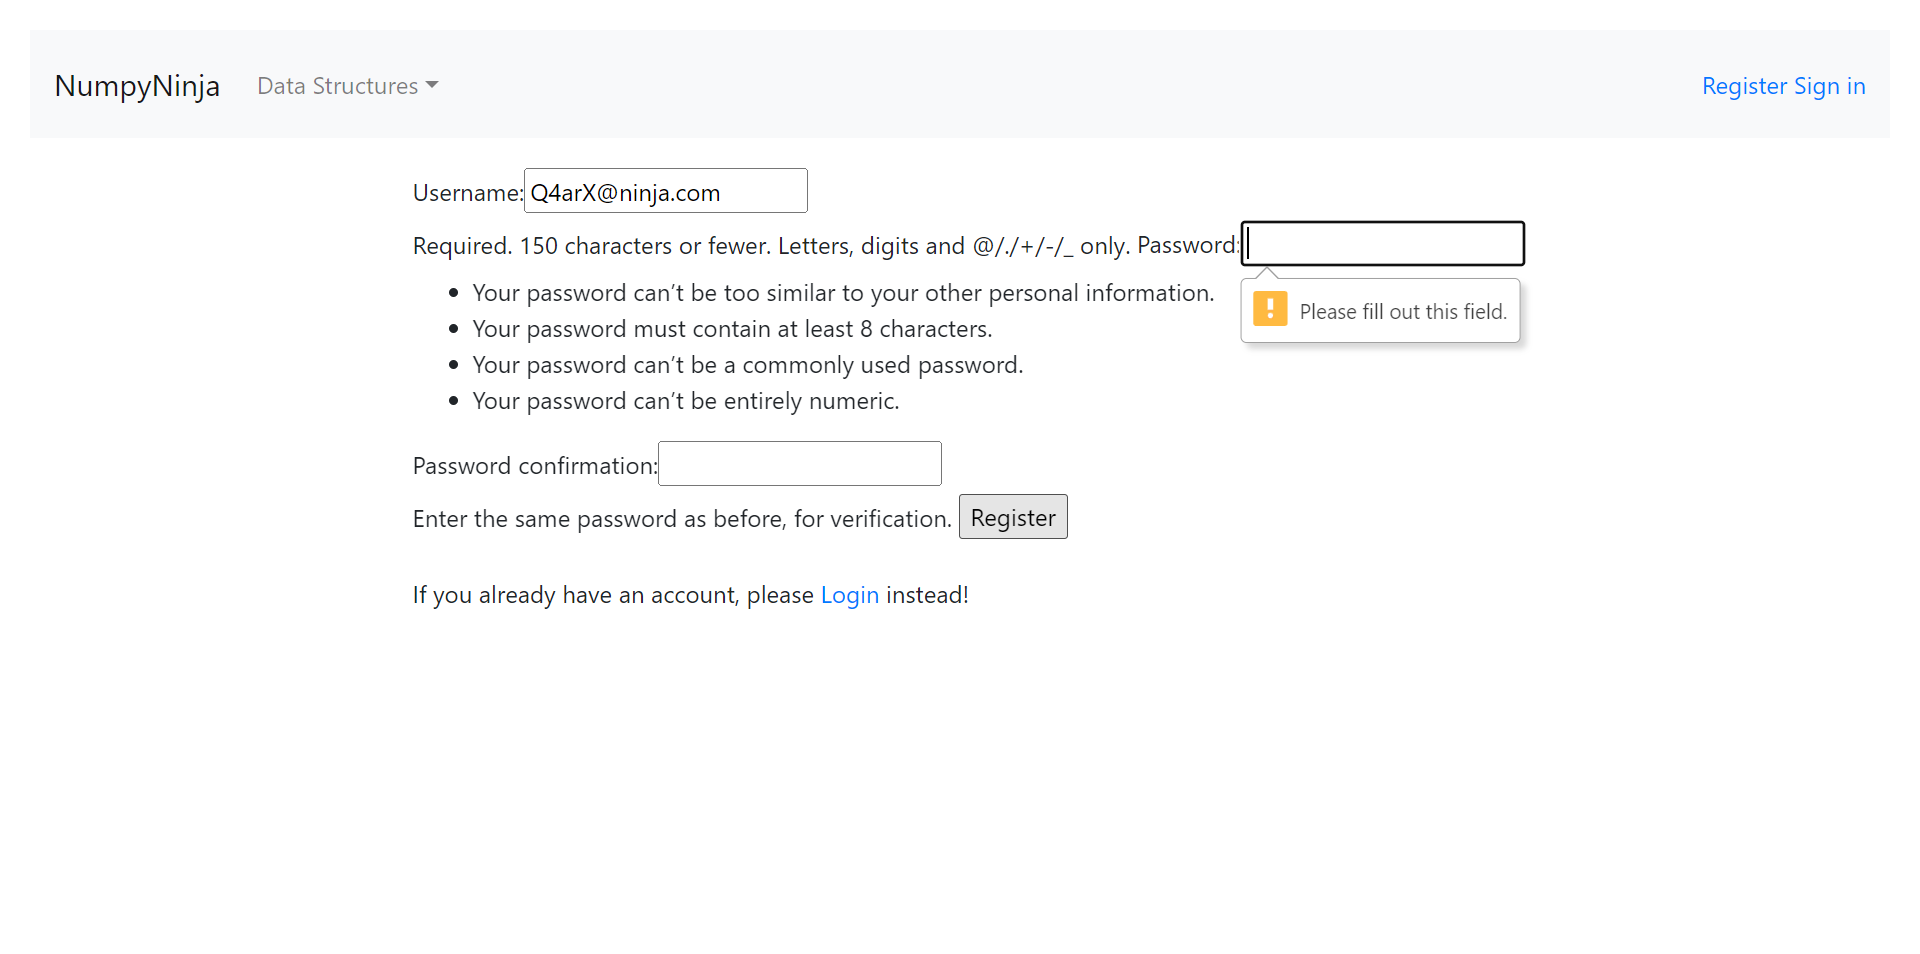 NumpyNinja Data Structures Register Sign in
Username: Q4arX@ninja.com
Required. 150 characters or fewer. Letters, digits and @/./+/-/_ only. Password:
Please fill out this field.
Your password can’t be too similar to your other personal information.
Your password must contain at least 8 characters.
Your password can’t be a commonly used password.
Your password can’t be entirely numeric.
Password confirmation:
Enter the same password as before, for verification. Register
If you already have an account, please Login instead!